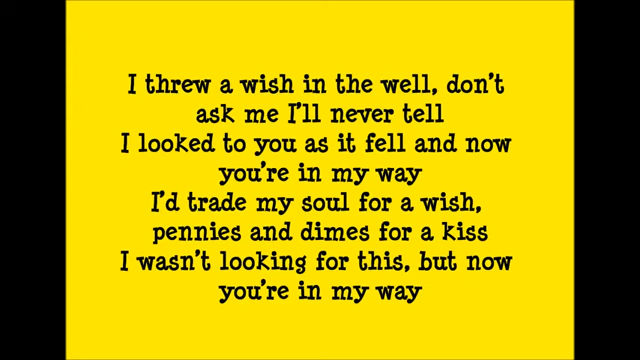 I threw a wish in the well, don't
ask me I'll never tell
I looked to you as it fell and now
you're in my way
I'd trade my soul for a wish,
pennies and dimes for a kiss
I wasn't looking for this, but now
you're in my way